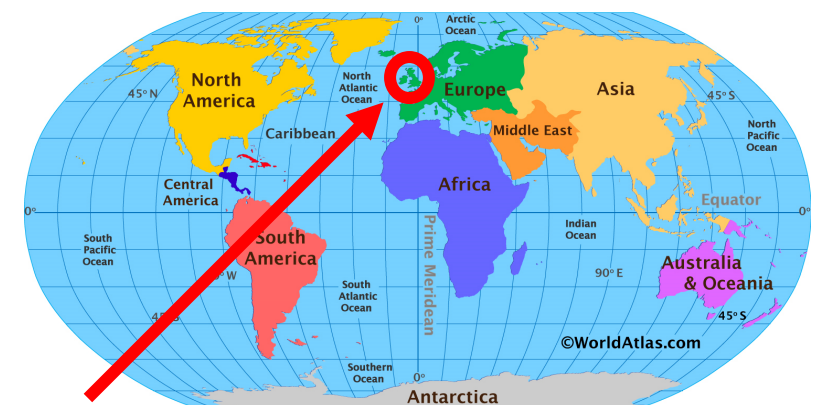 0°
Arctic
Ocean
North
America
45° N
North
Atlantic
Ocean
Europe
Asia
45° S
North
Pacific
Ocean
Caribbean
Middle East
Central
America
Africa
Equator
0°
0°
South
Pacific
Ocean
South
America
Prime Meridean
Indian
Ocean
° W
90° E
Australia
& Oceania
South
Atlantic
Ocean
45° S
45° S
©WorldAtlas.com
Southern
Ocean
0°
Antarctica